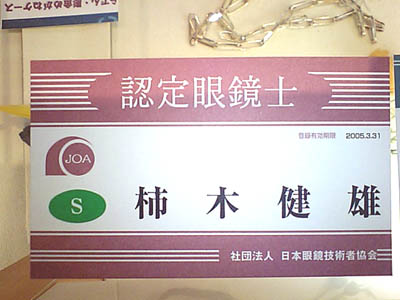 認定眼鏡士
登録有効期限 2005.3.31
JOA
S
柿木健雄
社団法人 日本眼鏡技術者協会